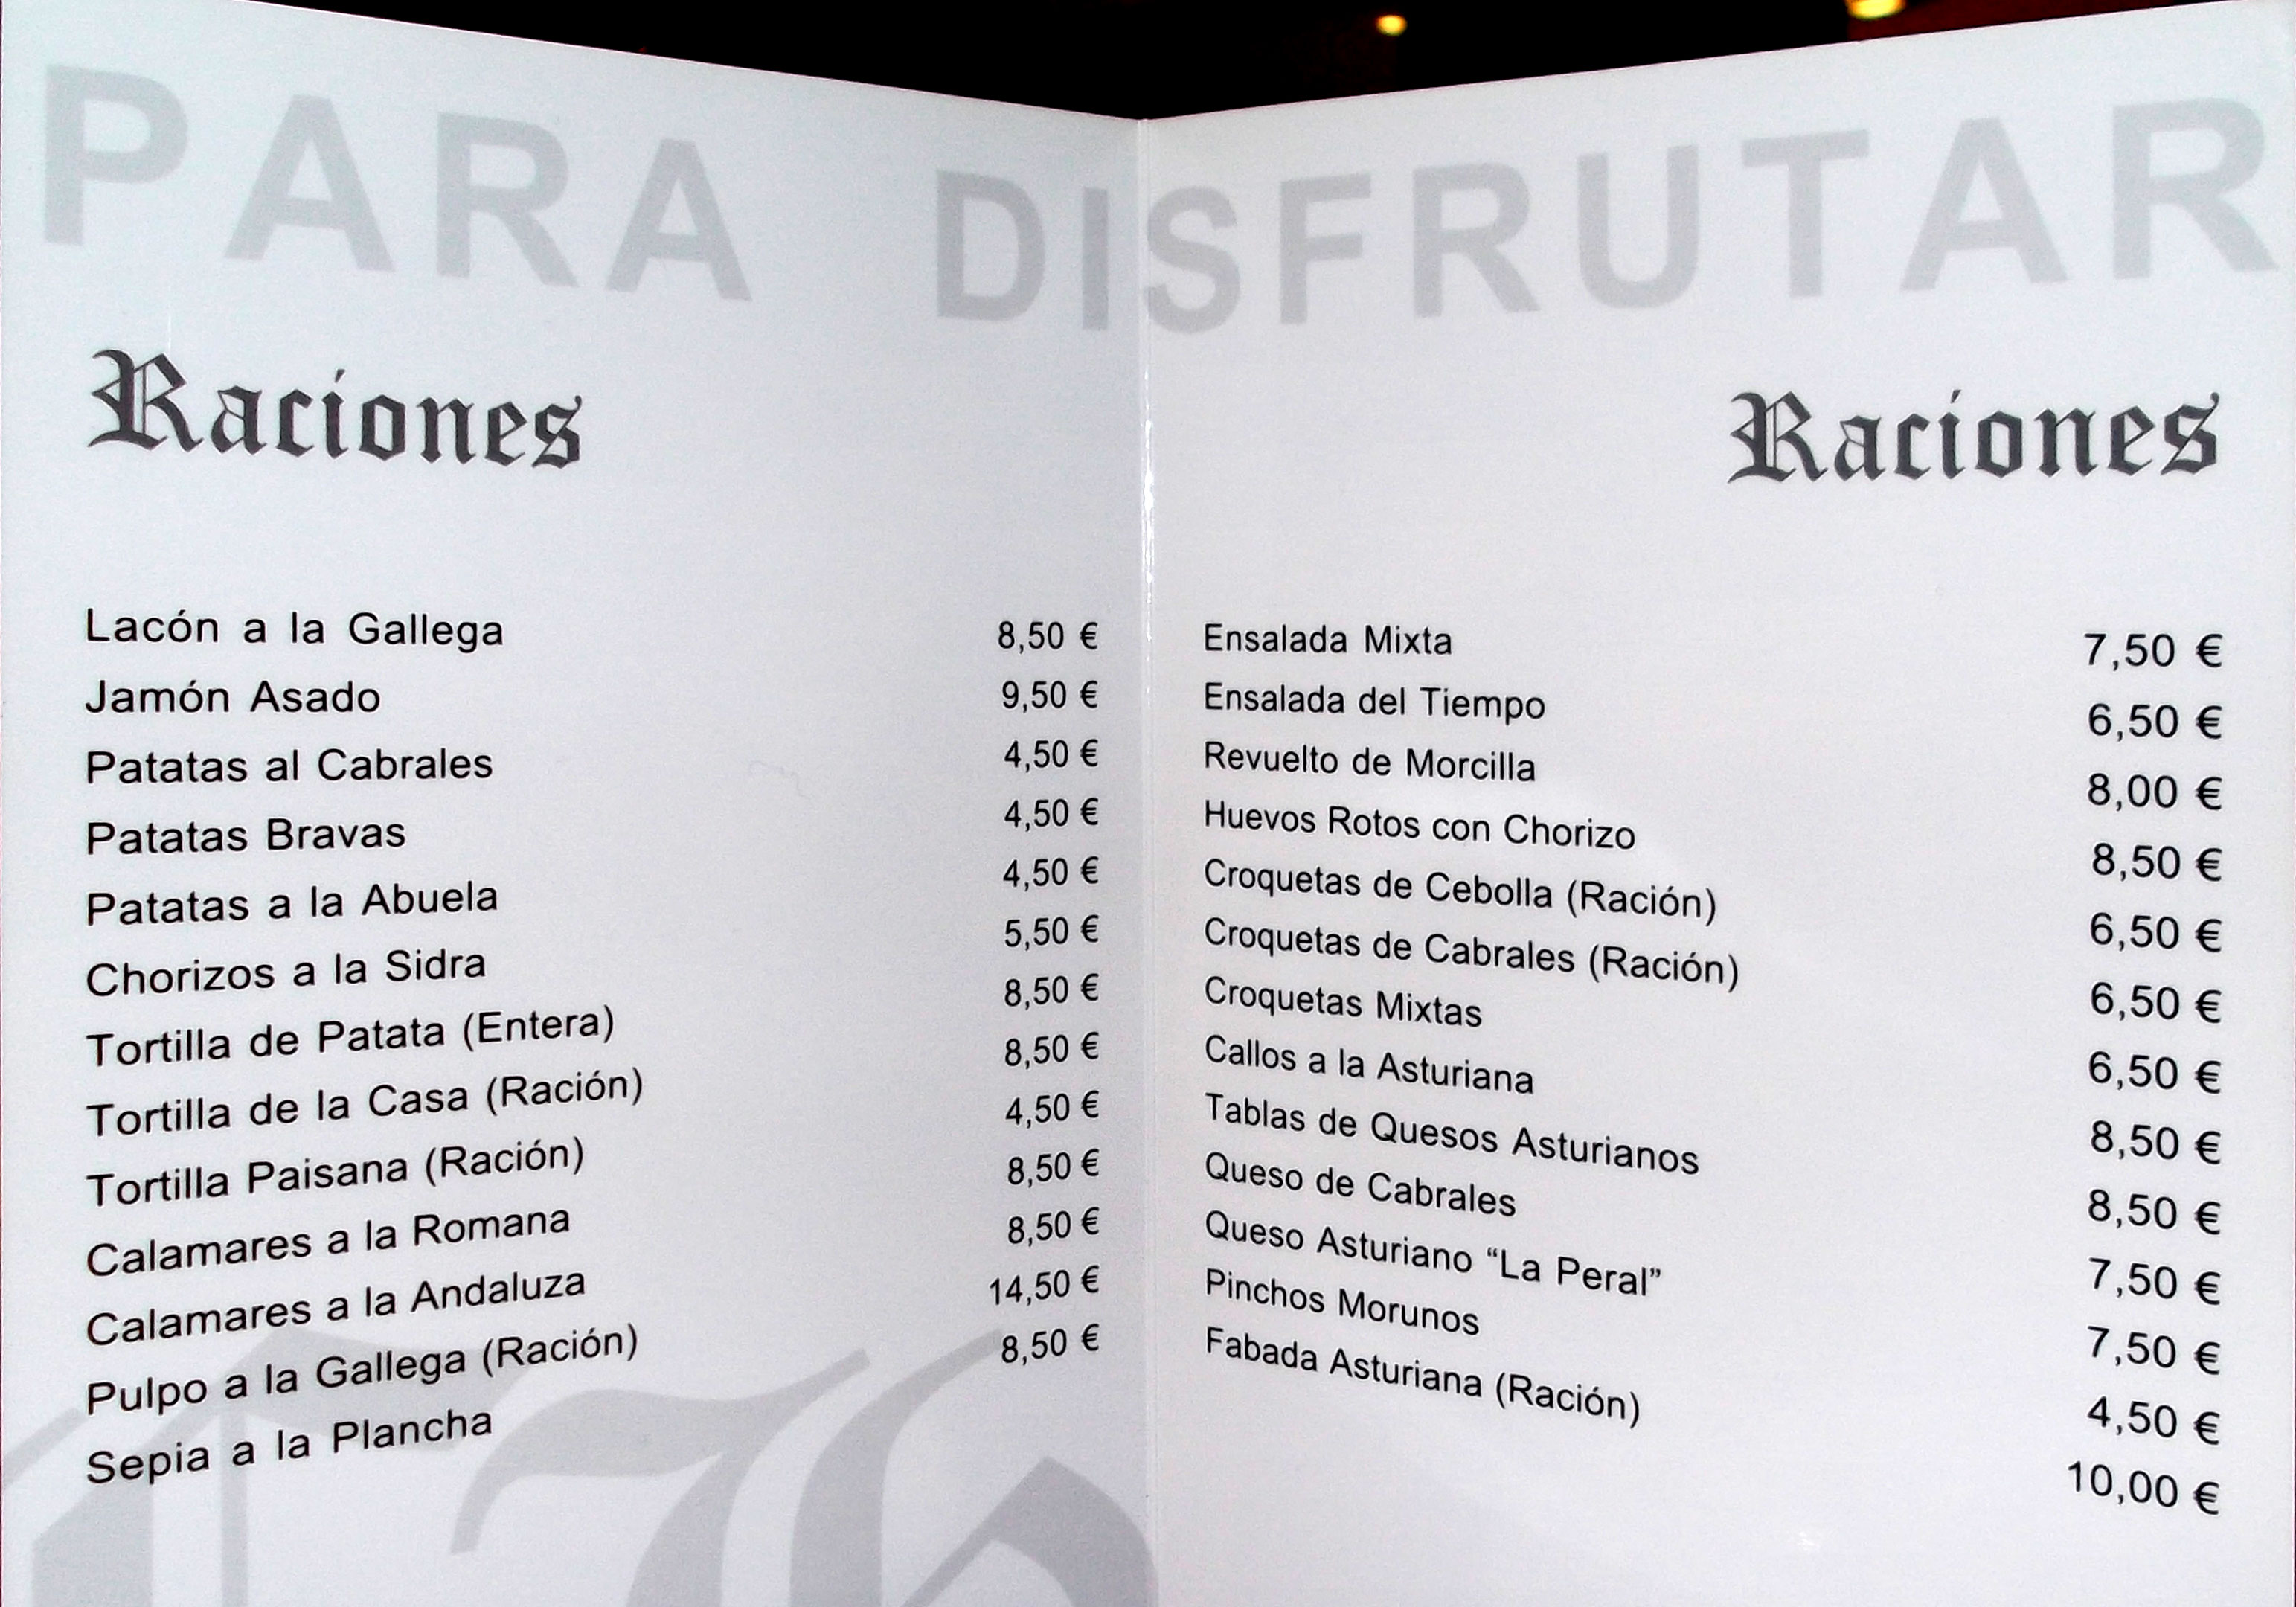 PARA DISFRUTAR
Raciones
Lacón a la Gallega 8,50 €
Jamón Asado 9,50 €
Patatas al Cabrales 4,50 €
Patatas Bravas 4,50 €
Patatas a la Abuela 4,50 €
Chorizos a la Sidra 5,50 €
Tortilla de Patata (Entera) 8,50 €
Tortilla de la Casa (Ración) 8,50 €
Tortilla Paisana (Ración) 4,50 €
Calamares a la Romana 8,50 €
Calamares a la Andaluza 8,50 €
Pulpo a la Gallega (Ración) 14,50 €
Sepia a la Plancha 8,50 €
Raciones
Ensalada Mixta 7,50 €
Ensalada del Tiempo 6,50 €
Revuelto de Morcilla 8,00 €
Huevos Rotos con Chorizo 8,50 €
Croquetas de Cebolla (Ración) 6,50 €
Croquetas de Cabrales (Ración) 6,50 €
Croquetas Mixtas 6,50 €
Callos a la Asturiana 8,50 €
Tablas de Quesos Asturianos 8,50 €
Queso de Cabrales 7,50 €
Queso Asturiano “La Peral” 7,50 €
Pinchos Morunos 4,50 €
Fabada Asturiana (Ración) 10,00 €